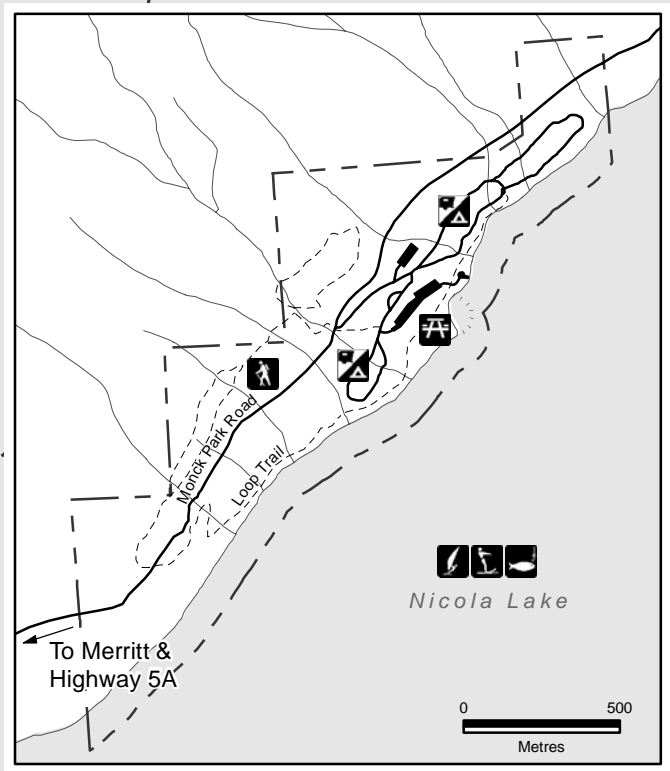 Monck Park Road
Loop Trail
Nicola Lake
To Merritt &
Highway 5A
0 500
Metres